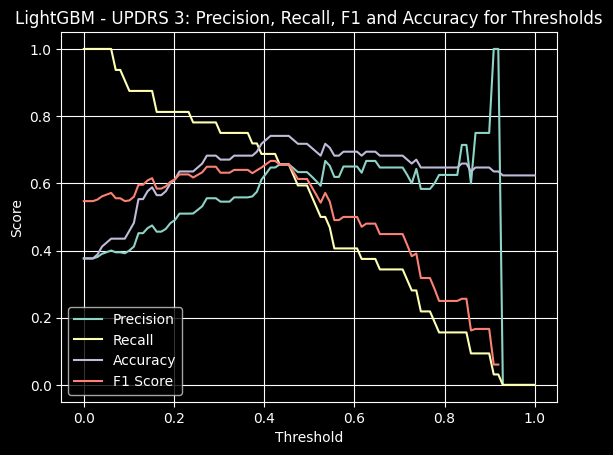 LightGBM - UPDRS 3: Precision, Recall, F1 and Accuracy for Thresholds
1.0
0.8
0.6
0.4
0.2
0.0
Score
Precision
Recall
Accuracy
F1 Score
0.0 0.2 0.4 0.6 0.8 1.0
Threshold